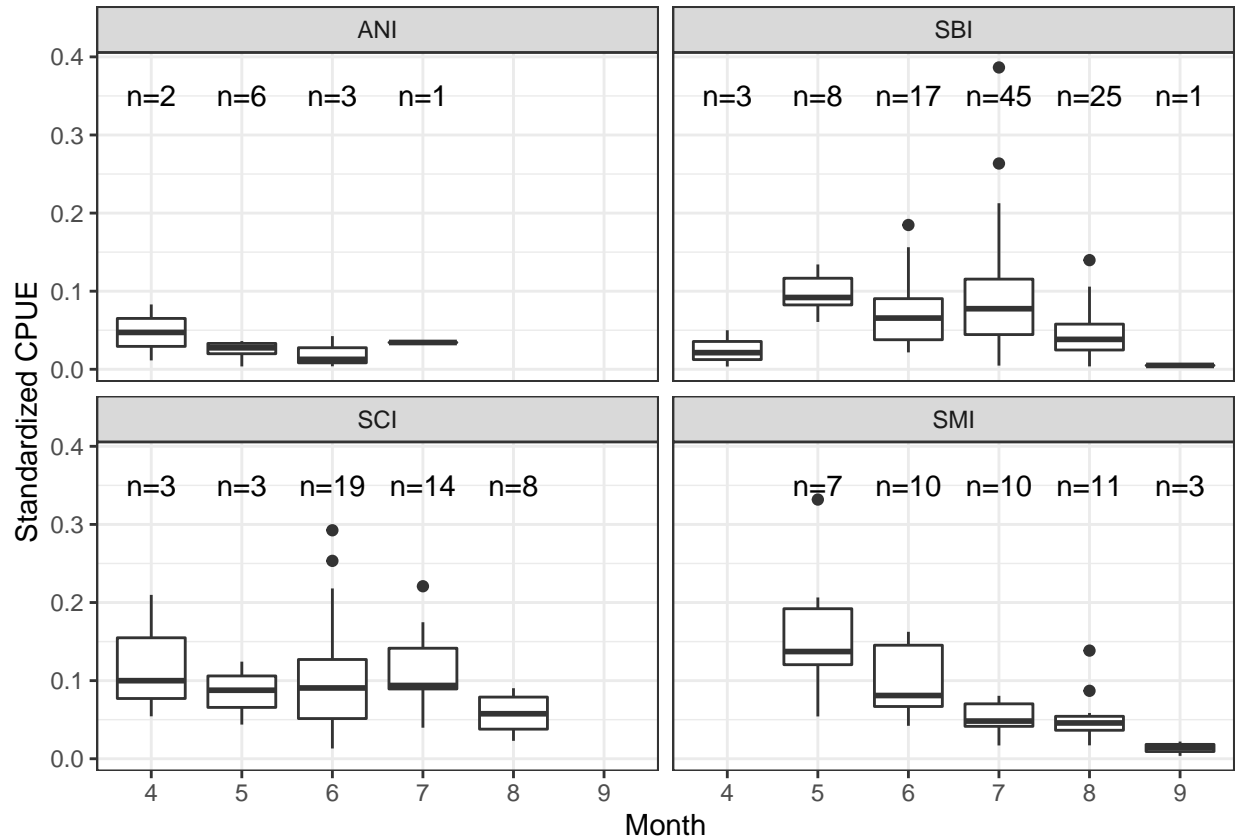 ANI
SBI
n=2 n=6 n=3 n=1
n=3 n=8 n=17 n=45 n=25 n=1
0.4
0.3
0.2
0.1
0.0
SCI
SMI
n=3 n=3 n=19 n=14 n=8
n=7 n=10 n=10 n=11 n=3
0.4
0.3
0.2
0.1
0.0
4 5 6 7 8 9
4 5 6 7 8 9
Month
Standardized CPUE